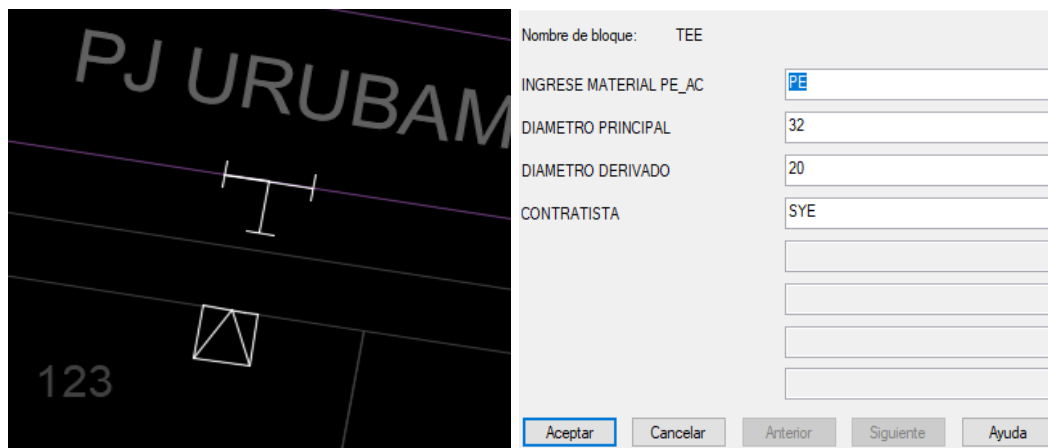 PJ URUBAM
123
Nombre de bloque: TEE
INGRESE MATERIAL PE_AC PE
DIAMETRO PRINCIPAL 32
DIAMETRO DERIVADO 20
CONTRATISTA SYE
Aceptar Cancelar Anterior Siguiente Ayuda